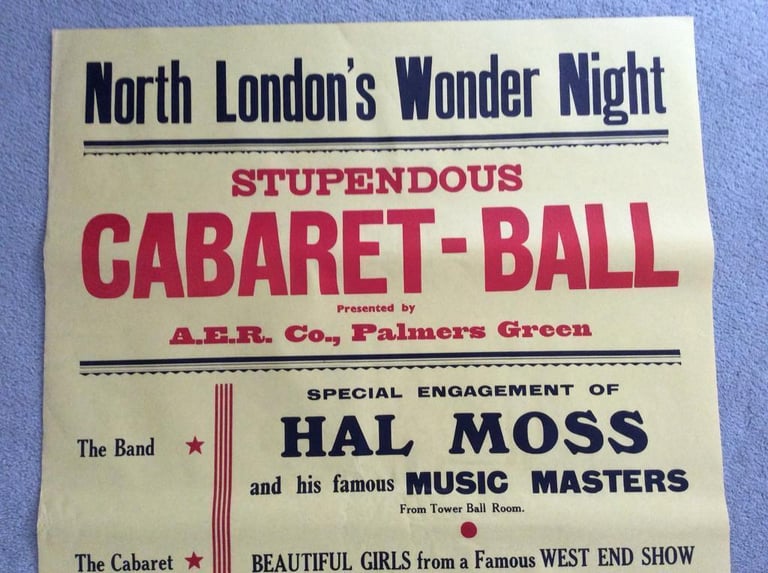 North London's Wonder Night
STUPENDOUS
CABARET-BALL
Presented by
A.E.R. Co., Palmers Green
SPECIAL ENGAGEMENT OF
The Band ★ HAL MOSS
and his famous MUSIC MASTERS
From Tower Ball Room.
The Cabaret ★ BEAUTIFUL GIRLS from a Famous WEST END SHOW